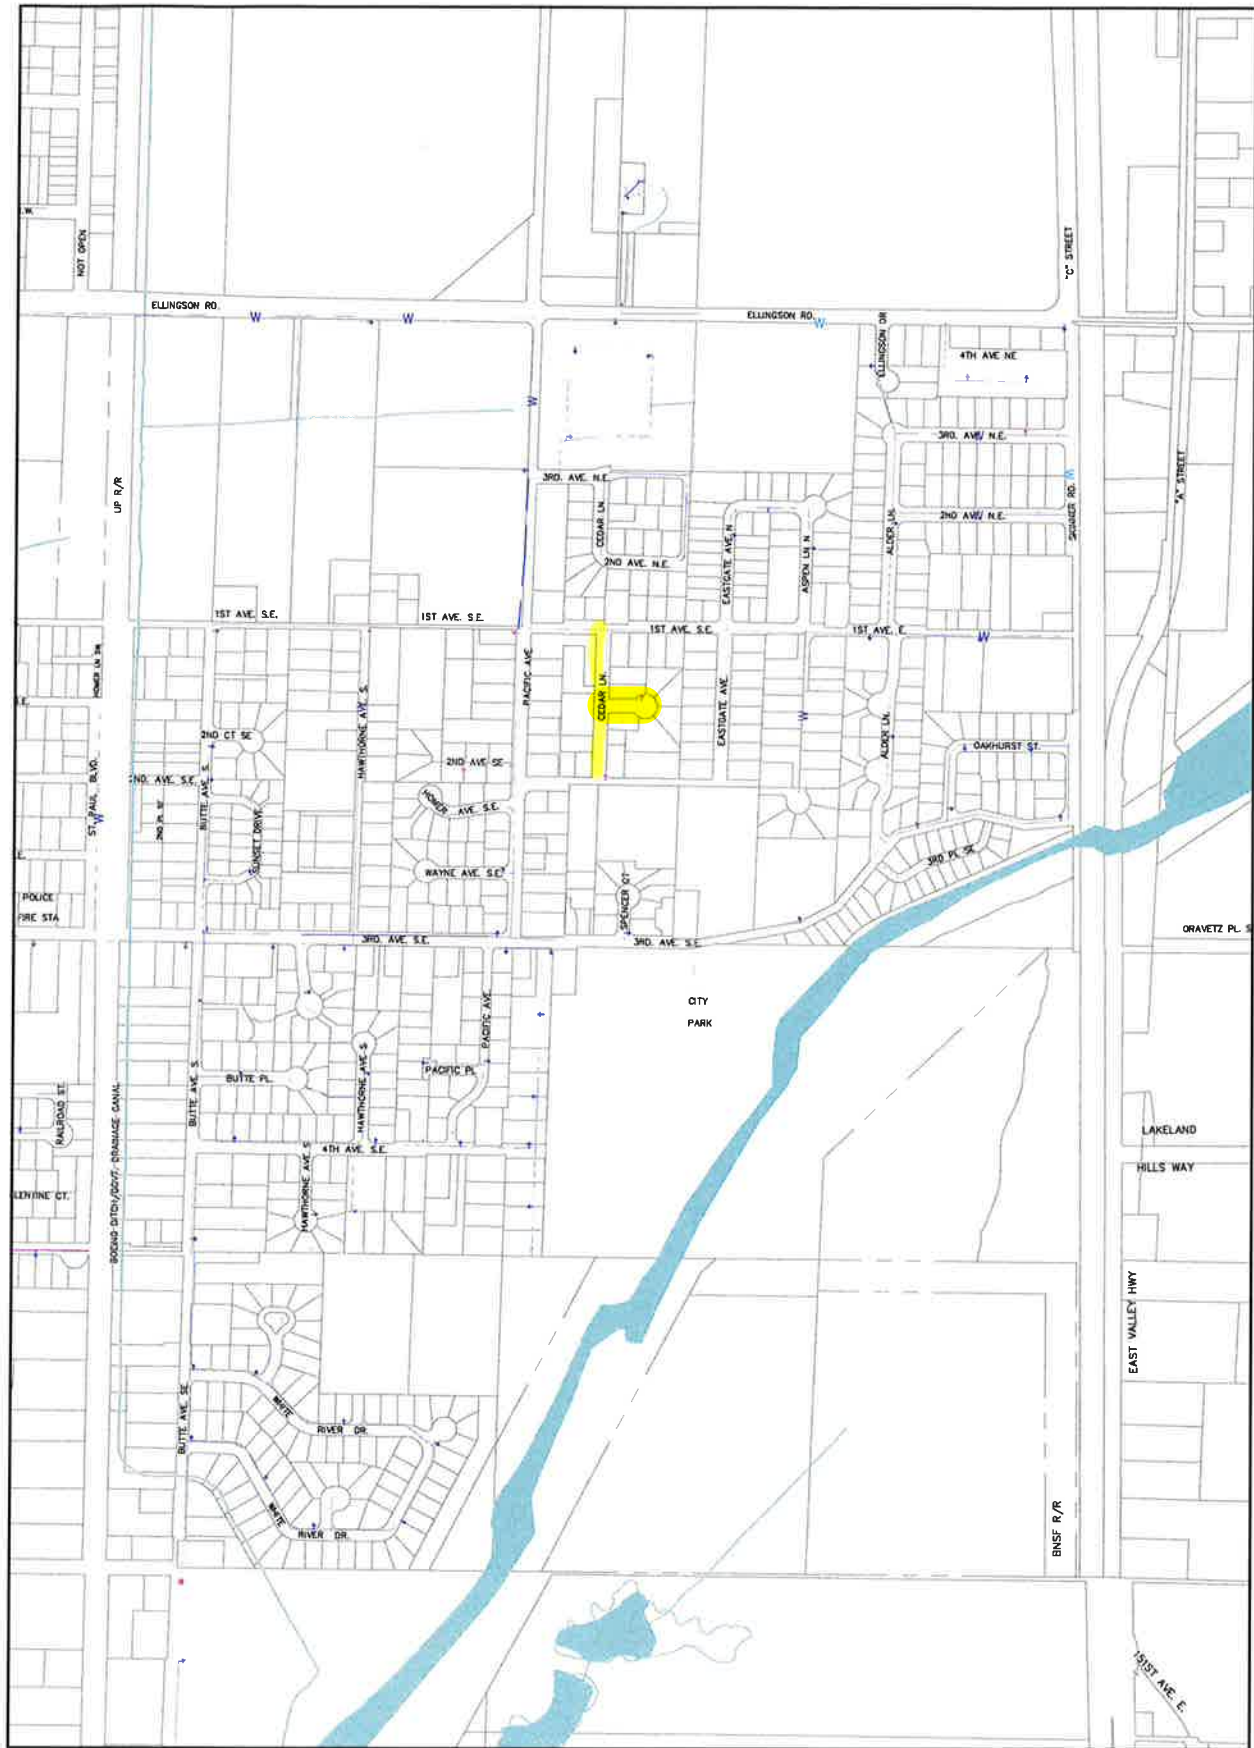 NOT OPEN
"C" STREET
ELLINGSON RD.
W
W
ELLINGSON RD.
W
ELLINGSON DR
4TH AVE NE
W
3RD. AVE N.E.
W
3RD. AVE. N.E.
W
"A" STREET
UP R/R
CEDAR LN.
2ND AVE N.E.
SKINNER RD.
ALDER LN.
EASTGATE AVE N
ASPEN LN N
2ND AVE. N.E.
1ST AVE. S.E.
1ST AVE. S.E.
1ST AVE. S.E.
1ST AVE. E.
W
HOMER LN SW
PACIFIC AVE
CEDAR LN.
HAWTHORNE AVE S.
EASTGATE AVE.
W
ALDER LN.
2ND CT SE
OAKHURST ST.
2ND AVE SE
2ND. AVE. S.E.
ST. PAUL BLVD.
W
2ND PL SE
BUTTE AVE S.
SUNSET DRIVE
HOMER AVE S.E.
3RD PL SE
WAYNE AVE. S.E.
SPENCER CT
POLICE
FIRE STA
3RD. AVE. S.E.
3RD. AVE. S.E.
ORAVETZ PL. S
CITY
PARK
PACIFIC AVE
HAWTHORNE AVE S
PACIFIC PL
BUTTE PL.
BUTTE AVE S.
RAILROAD ST.
BOEING DITCH/GOVT. DRAINAGE CANAL
4TH AVE. S.E.
HAWTHORNE AVE S
LAKELAND
HILLS WAY
LENTINE CT.
EAST VALLEY HWY
BUTTE AVE. SE
WHITE
RIVER DR.
WHITE
RIVER DR.
BNSF R/R
151ST AVE. E.